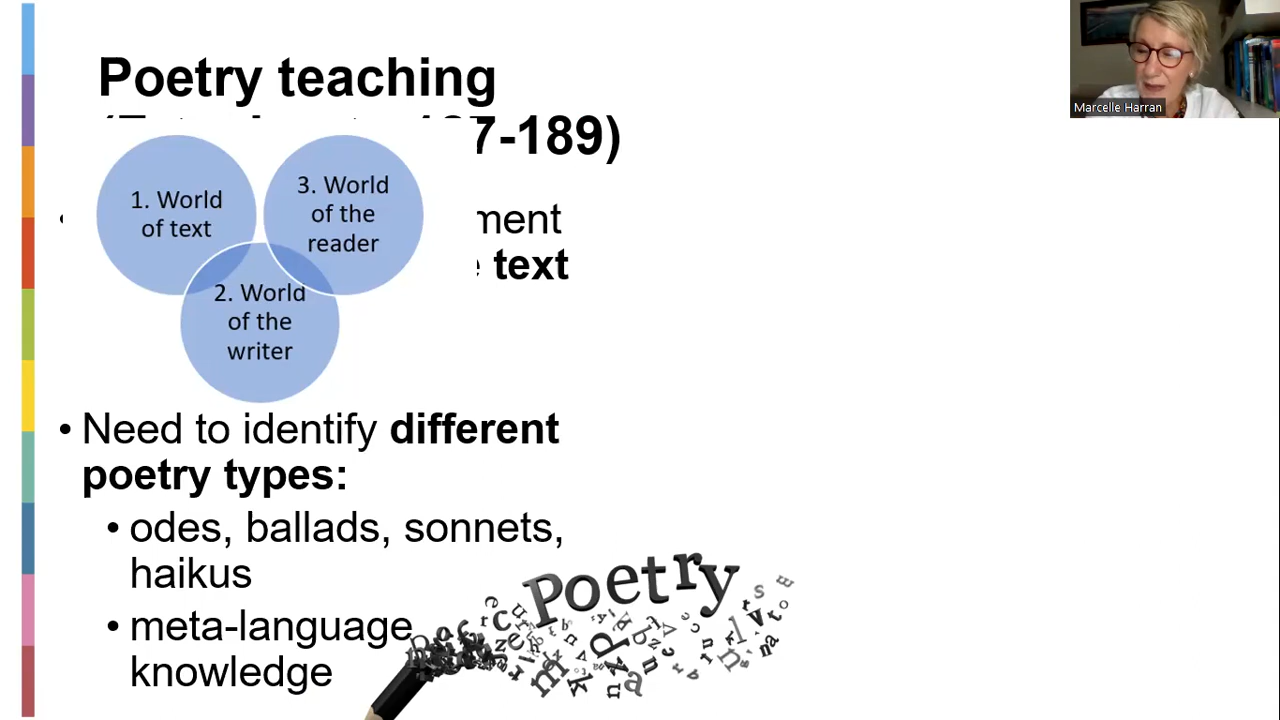 Poetry teaching
7-189)
1. World
of text
3. World
of the
reader
2. World
of the
writer
text
• Need to identify different
poetry types:
• odes, ballads, sonnets,
haikus
• meta-language
knowledge
Poetry
Marcelle Harran